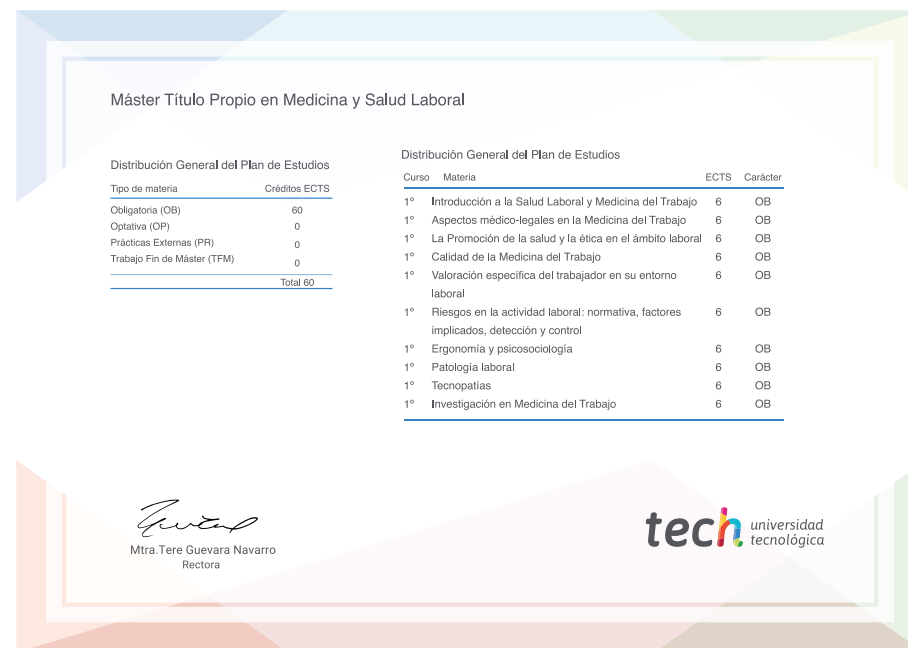 Máster Título Propio en Medicina y Salud Laboral
Distribución General del Plan de Estudios
Tipo de materia Créditos ECTS
Obligatoria (OB) 60
Optativa (OP) 0
Prácticas Externas (PR) 0
Trabajo Fin de Máster (TFM) 0
Total 60
Distribución General del Plan de Estudios
Curso Materia ECTS Carácter
1º Introducción a la Salud Laboral y Medicina del Trabajo 6 OB
1º Aspectos médico-legales en la Medicina del Trabajo 6 OB
1º La Promoción de la salud y la ética en el ámbito laboral 6 OB
1º Calidad de la Medicina del Trabajo 6 OB
1º Valoración específica del trabajador en su entorno 6 OB
laboral
1º Riesgos en la actividad laboral: normativa, factores 6 OB
implicados, detección y control
1º Ergonomía y psicosociología 6 OB
1º Patología laboral 6 OB
1º Tecnopatías 6 OB
1º Investigación en Medicina del Trabajo 6 OB
Mtra.Tere Guevara Navarro
Rectora
tech universidad
tecnológica